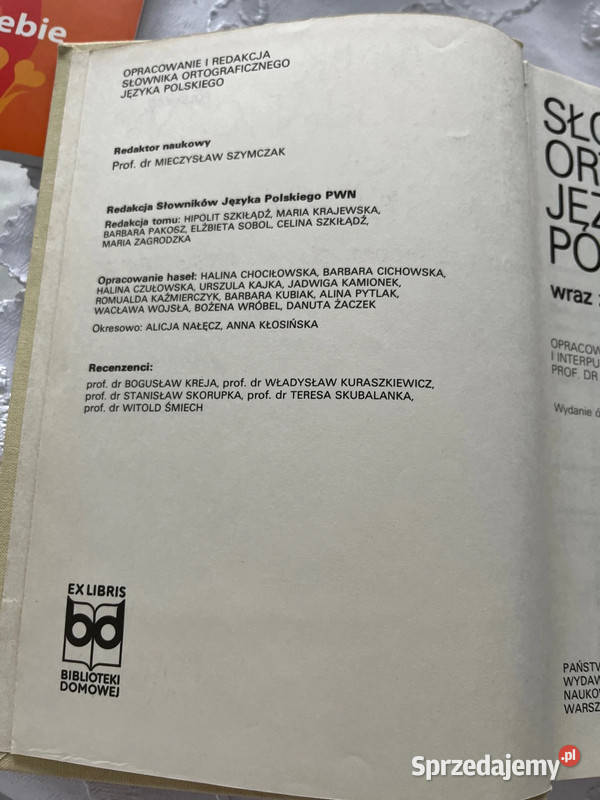 ebie
OPRACOWANIE I REDAKCJA
SŁOWNIKA ORTOGRAFICZNEGO
JĘZYKA POLSKIEGO
Redaktor naukowy
Prof. dr MIECZYSŁAW SZYMCZAK
Redakcja Słowników Języka Polskiego PWN
Redakcja tomu: HIPOLIT SZKIŁĄDŹ, MARIA KRAJEWSKA,
BARBARA PAKOSZ, ELŻBIETA SOBOL, CELINA SZKIŁĄDŹ,
MARIA ZAGRODZKA
Opracowanie haseł: HALINA CHOCIŁOWSKA, BARBARA CICHOWSKA,
HALINA CZUŁOWSKA, URSZULA KAJKA, JADWIGA KAMIONEK,
ROMUALDA KAŹMIERCZYK, BARBARA KUBIAK, ALINA PYTLAK,
WACŁAWA WOJSŁA, BOŻENA WRÓBEL, DANUTA ŻACZEK
Okresowo: ALICJA NAŁĘCZ, ANNA KŁOSIŃSKA
Recenzenci:
prof. dr BOGUSŁAW KREJA, prof. dr WŁADYSŁAW KURASZKIEWICZ,
prof. dr STANISŁAW SKORUPKA, prof. dr TERESA SKUBALANKA,
prof. dr WITOLD ŚMIECH
EX LIBRIS
bd
BIBLIOTEKI
DOMOWEJ
SŁO
ORT
JĘZ
PO
wraz
OPRACOW
I INTERPU
PROF. DR
Wydanie ó
PAŃSTW
WYDAW
NAUKOW
WARSZ
Sprzedajemy.pl